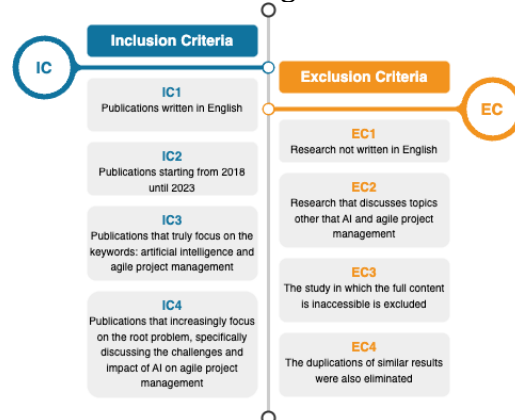 Inclusion Criteria
IC
IC1
Publications written in English
IC2
Publications starting from 2018
until 2023
IC3
Publications that truly focus on the
keywords: artificial intelligence and
agile project management
IC4
Publications that increasingly focus
on the root problem, specifically
discussing the challenges and
impact of AI on agile project
management
Exclusion Criteria
EC
EC1
Research not written in English
EC2
Research that discusses topics
other that AI and agile project
management
EC3
The study in which the full content
is inaccessible is excluded
EC4
The duplications of similar results
were also eliminated